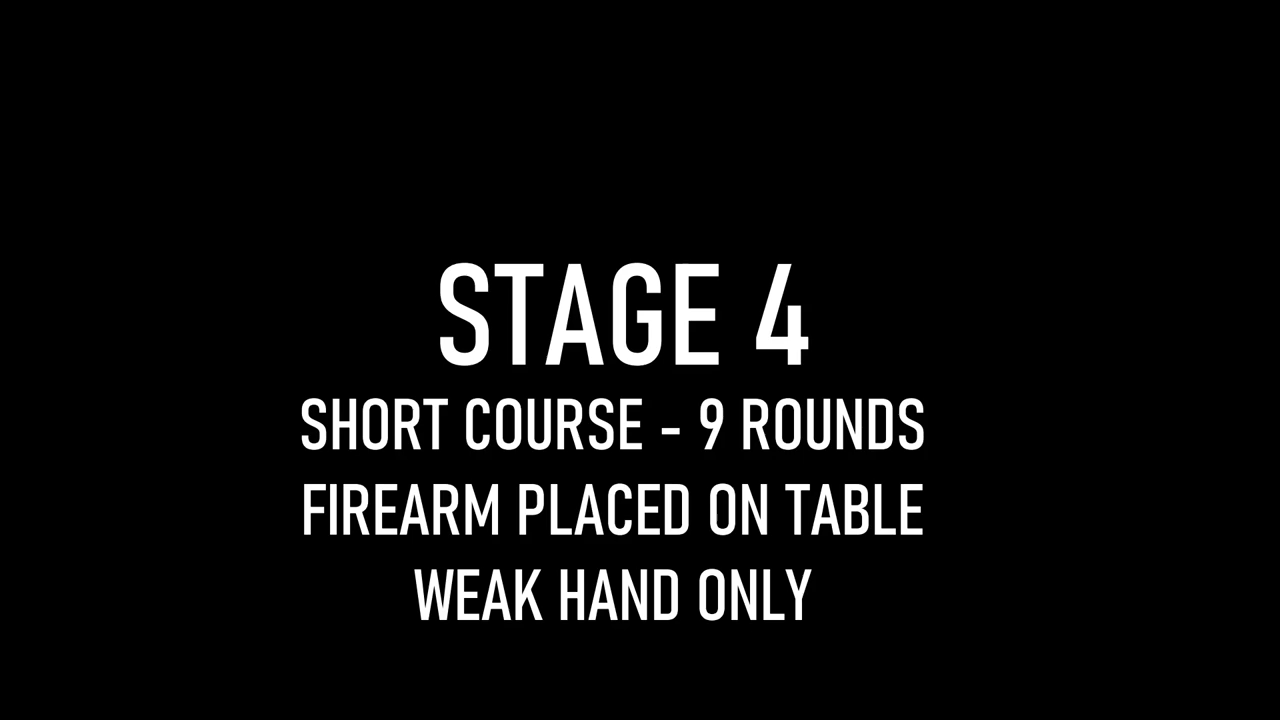 STAGE 4
SHORT COURSE - 9 ROUNDS
FIREARM PLACED ON TABLE
WEAK HAND ONLY